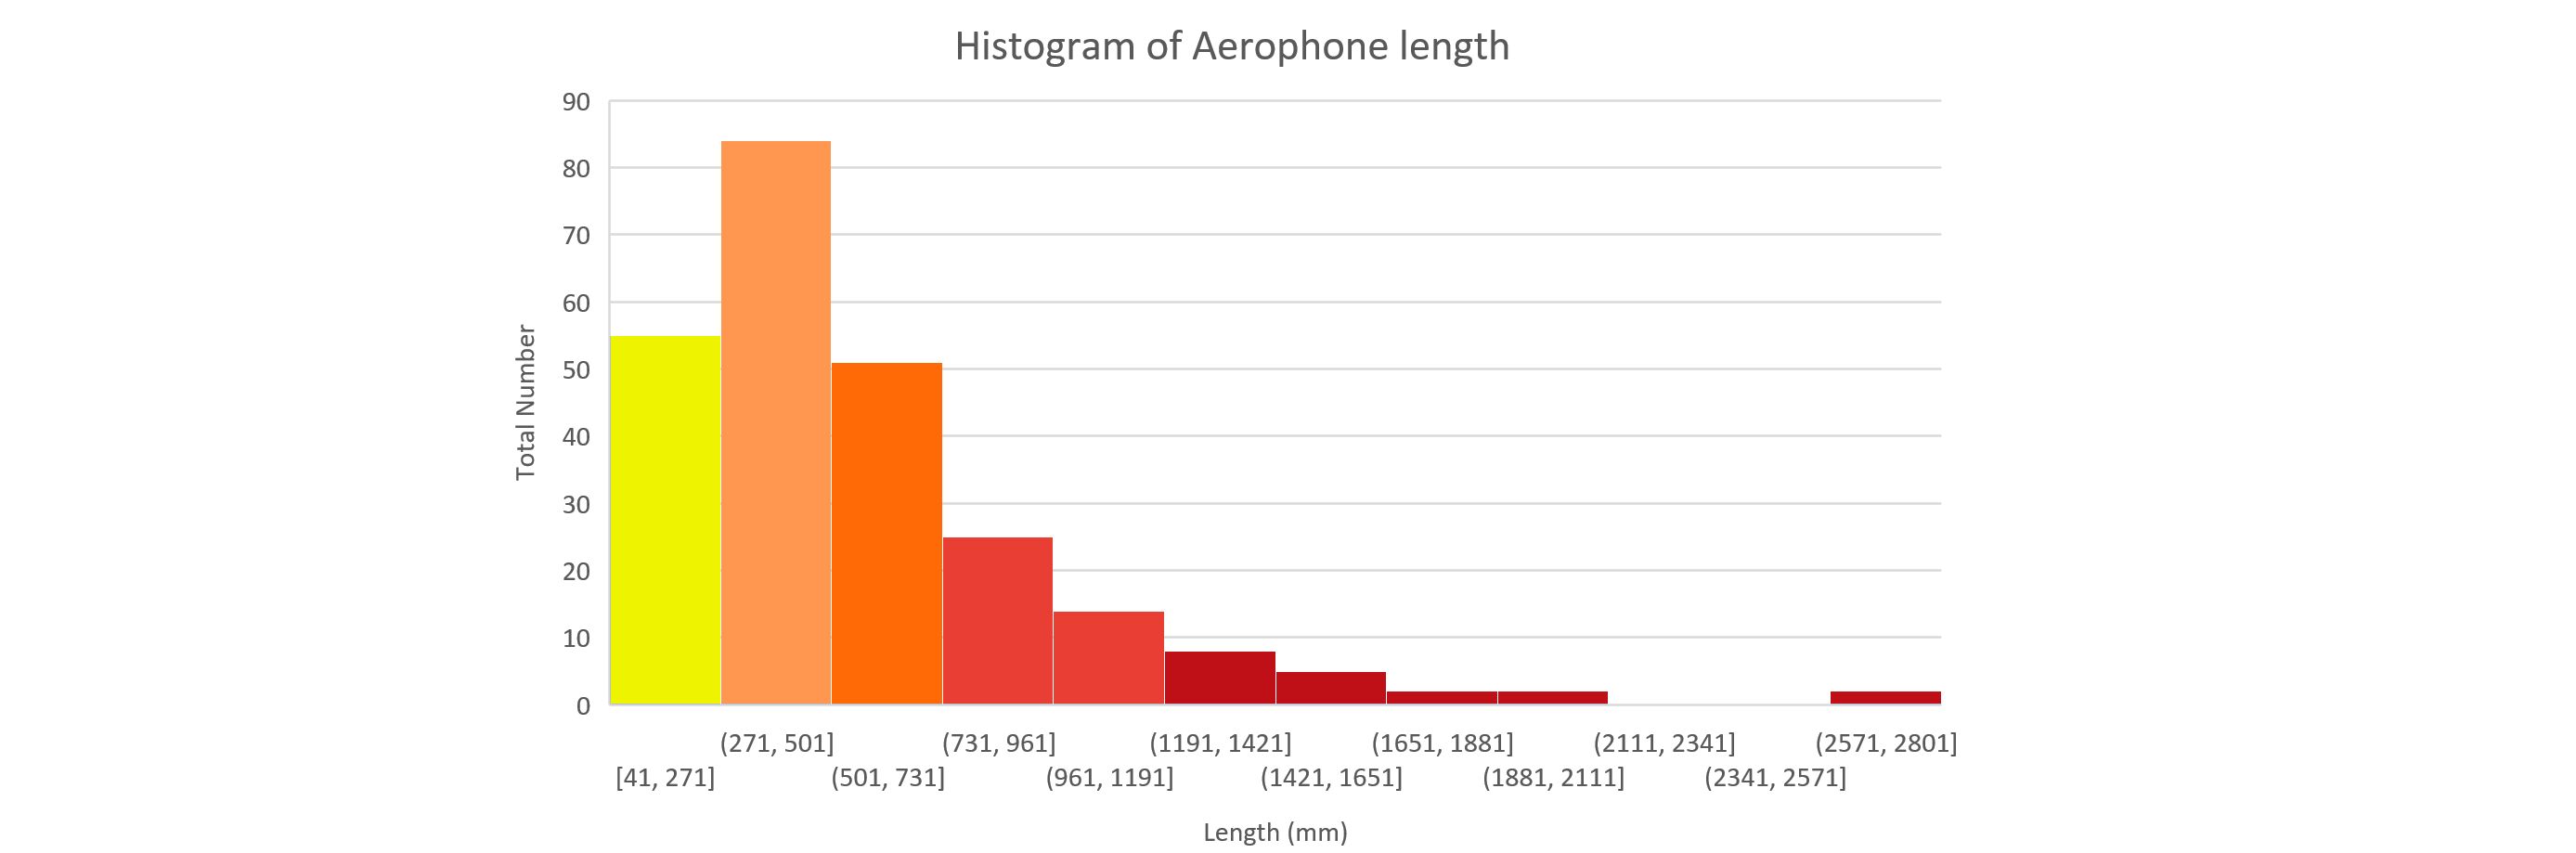 Histogram of Aerophone length
90
80
70
60
50
40
30
20
10
0
Total Number
(271, 501] (731, 961] (1191, 1421] (1651, 1881] (2111, 2341] (2571, 2801]
[41, 271] (501, 731] (961, 1191] (1421, 1651] (1881, 2111] (2341, 2571]
Length (mm)